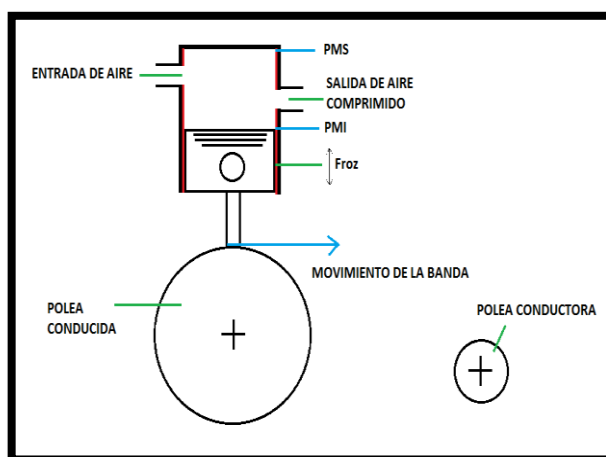 PMS
ENTRADA DE AIRE
SALIDA DE AIRE
COMPRIMIDO
PMI
Froz
MOVIMIENTO DE LA BANDA
POLEA
CONDUCIDA
POLEA CONDUCTORA